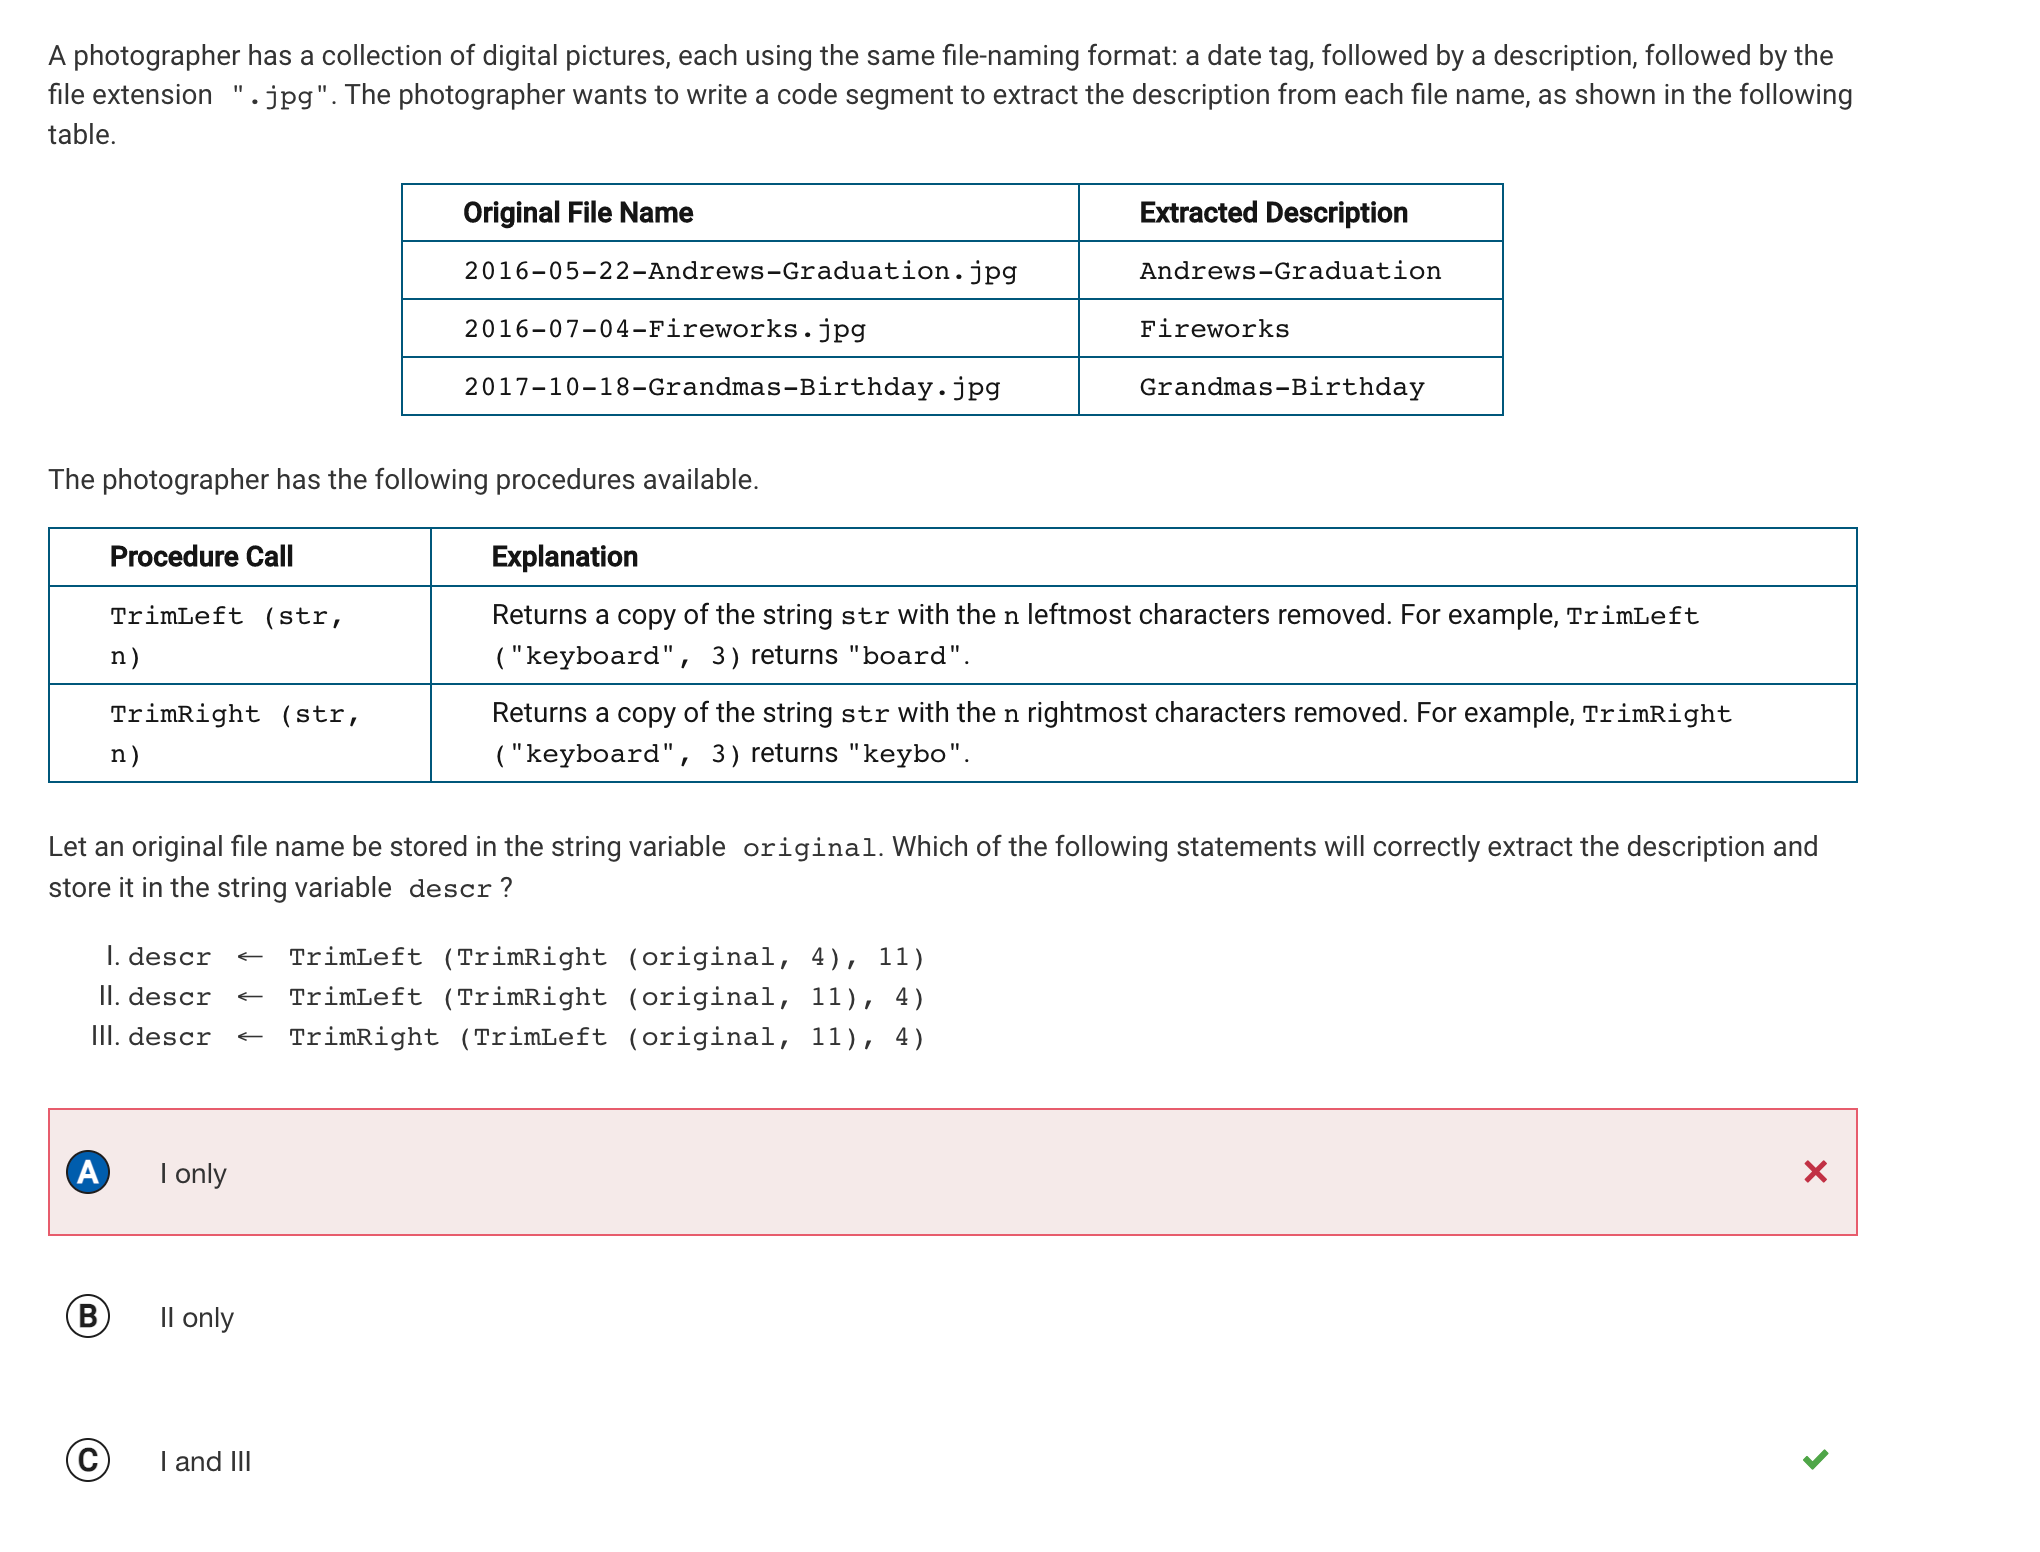 A photographer has a collection of digital pictures, each using the same file-naming format: a date tag, followed by a description, followed by the
file extension ".jpg". The photographer wants to write a code segment to extract the description from each file name, as shown in the following
table.
Original File Name Extracted Description
2016-05-22-Andrews-Graduation.jpg Andrews-Graduation
2016-07-04-Fireworks.jpg Fireworks
2017-10-18-Grandmas-Birthday.jpg Grandmas-Birthday
The photographer has the following procedures available.
Procedure Call Explanation
TrimLeft (str, n) Returns a copy of the string str with the n leftmost characters removed. For example, TrimLeft
("keyboard", 3) returns "board".
TrimRight (str, n) Returns a copy of the string str with the n rightmost characters removed. For example, TrimRight
("keyboard", 3) returns "keybo".
Let an original file name be stored in the string variable original. Which of the following statements will correctly extract the description and
store it in the string variable descr ?
I. descr ← TrimLeft (TrimRight (original, 4), 11)
II. descr ← TrimLeft (TrimRight (original, 11), 4)
III. descr ← TrimRight (TrimLeft (original, 11), 4)
A I only
B II only
C I and III